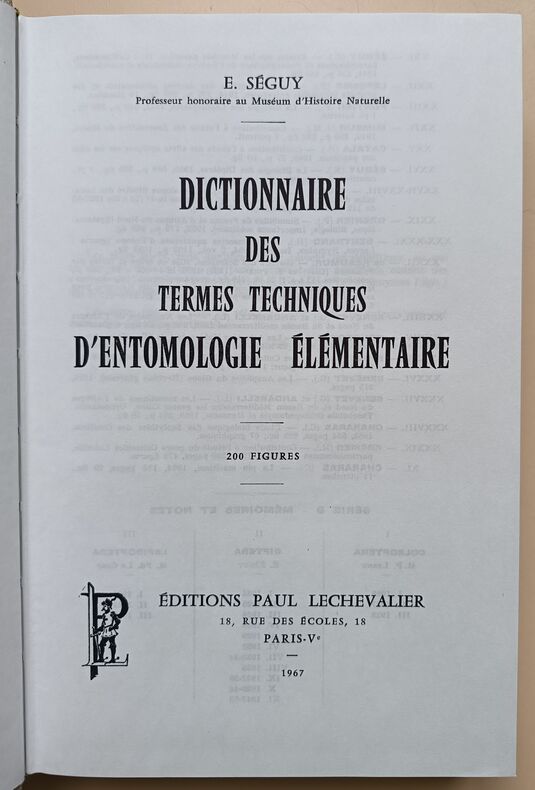 E. SÉGUY
Professeur honoraire au Muséum d'Histoire Naturelle
DICTIONNAIRE
DES
TERMES TECHNIQUES
D'ENTOMOLOGIE ÉLÉMENTAIRE
200 FIGURES
ÉDITIONS PAUL LECHEVALIER
18, RUE DES ÉCOLES, 18
PARIS-Vᵉ
1967